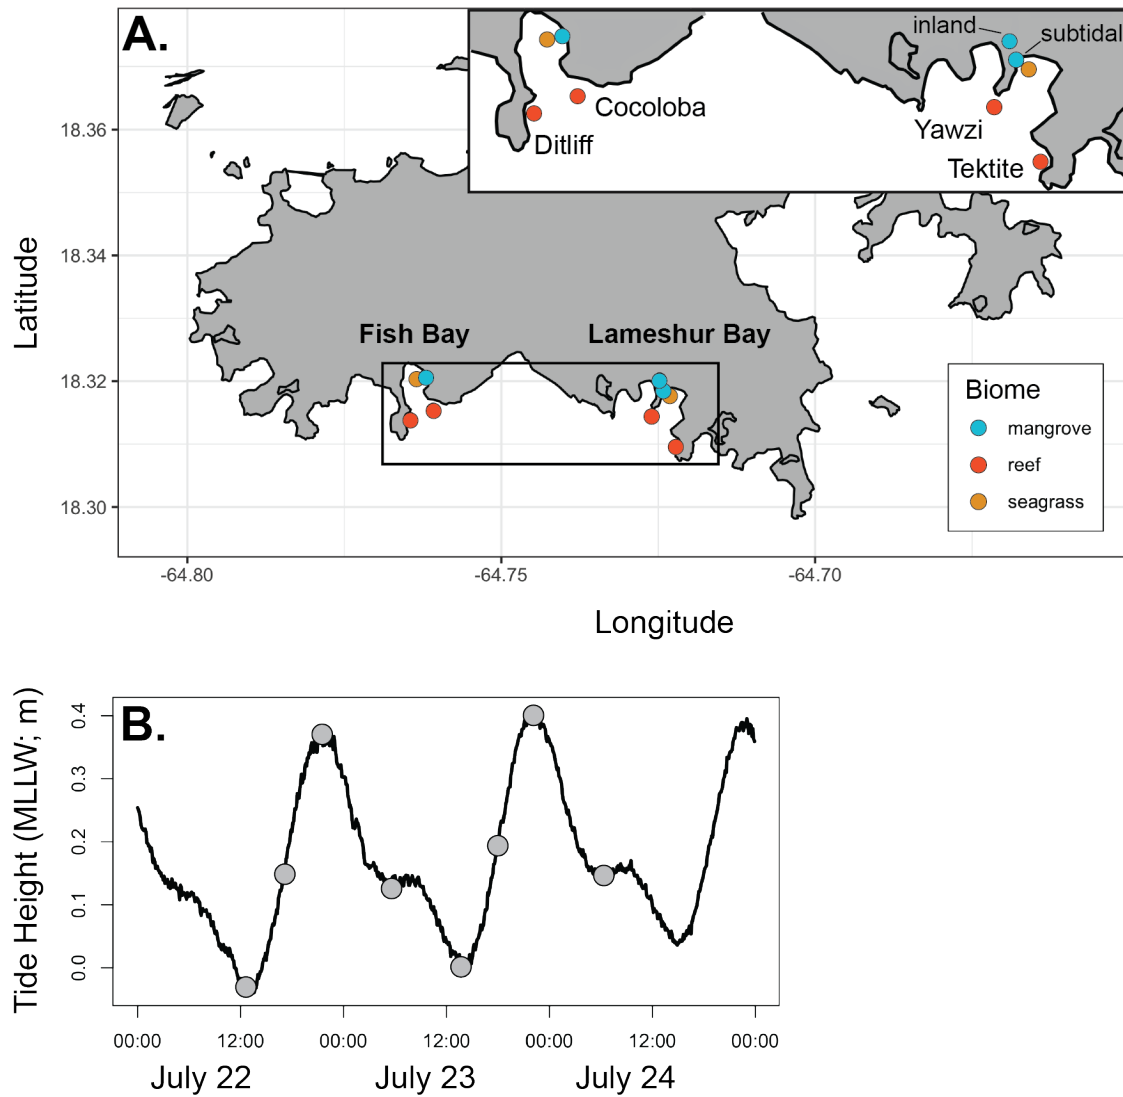 A.
inland
subtidal
Cocoloba
Ditliff
Yawzi
Tektite
18.36
18.34
18.32
18.30
Latitude
Fish Bay
Lameshur Bay
Biome
mangrove
reef
seagrass
-64.80
-64.75
-64.70
Longitude
B.
Tide Height (MLLW; m)
0.4
0.3
0.2
0.1
0.0
00:00
12:00
00:00
12:00
00:00
12:00
00:00
July 22
July 23
July 24